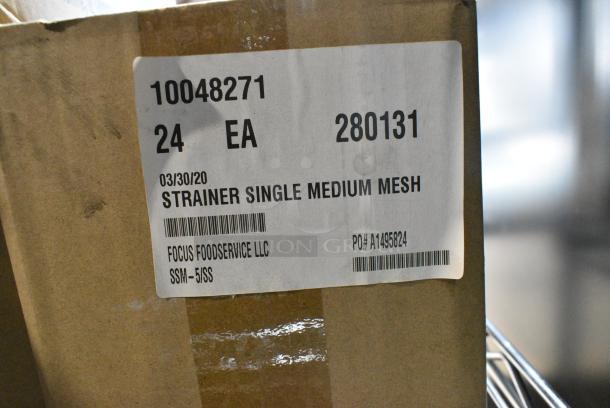 10048271
24 EA 280131
03/30/20
STRAINER SINGLE MEDIUM MESH
FOCUS FOODSERVICE LLC PO# A1495824
SSM-5/SS